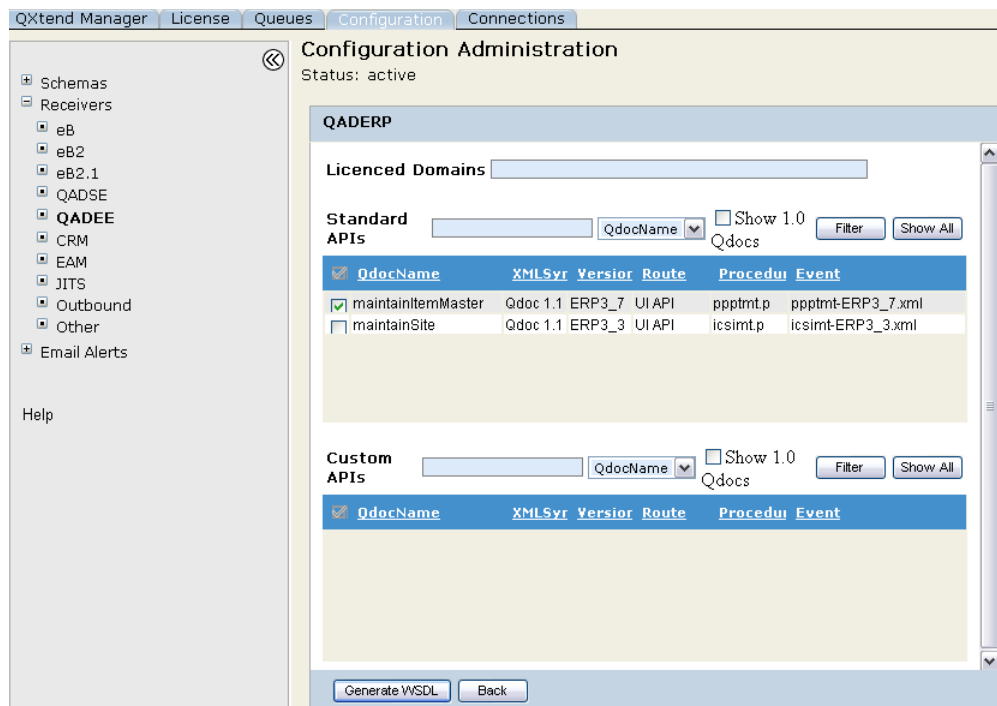 QXtend Manager License Queues Configuration Connections
Configuration Administration
Status: active
Schemas
Receivers
eB
eB2
eB2.1
QADSE
QADEE
CRM
EAM
JITS
Outbound
Other
Email Alerts
Help
QADERP
Licenced Domains
Standard APIs QdocName Show 1.0 Qdocs Filter Show All
QdocName XMLSyr Versior Route Procedui Event
maintainItemMaster Qdoc 1.1 ERP3_7 UI API ppptmt.p ppptmt-ERP3_7.xml
maintainSite Qdoc 1.1 ERP3_3 UI API icsimt.p icsimt-ERP3_3.xml
Custom APIs QdocName Show 1.0 Qdocs Filter Show All
QdocName XMLSyr Versior Route Procedui Event
Generate WSDL Back